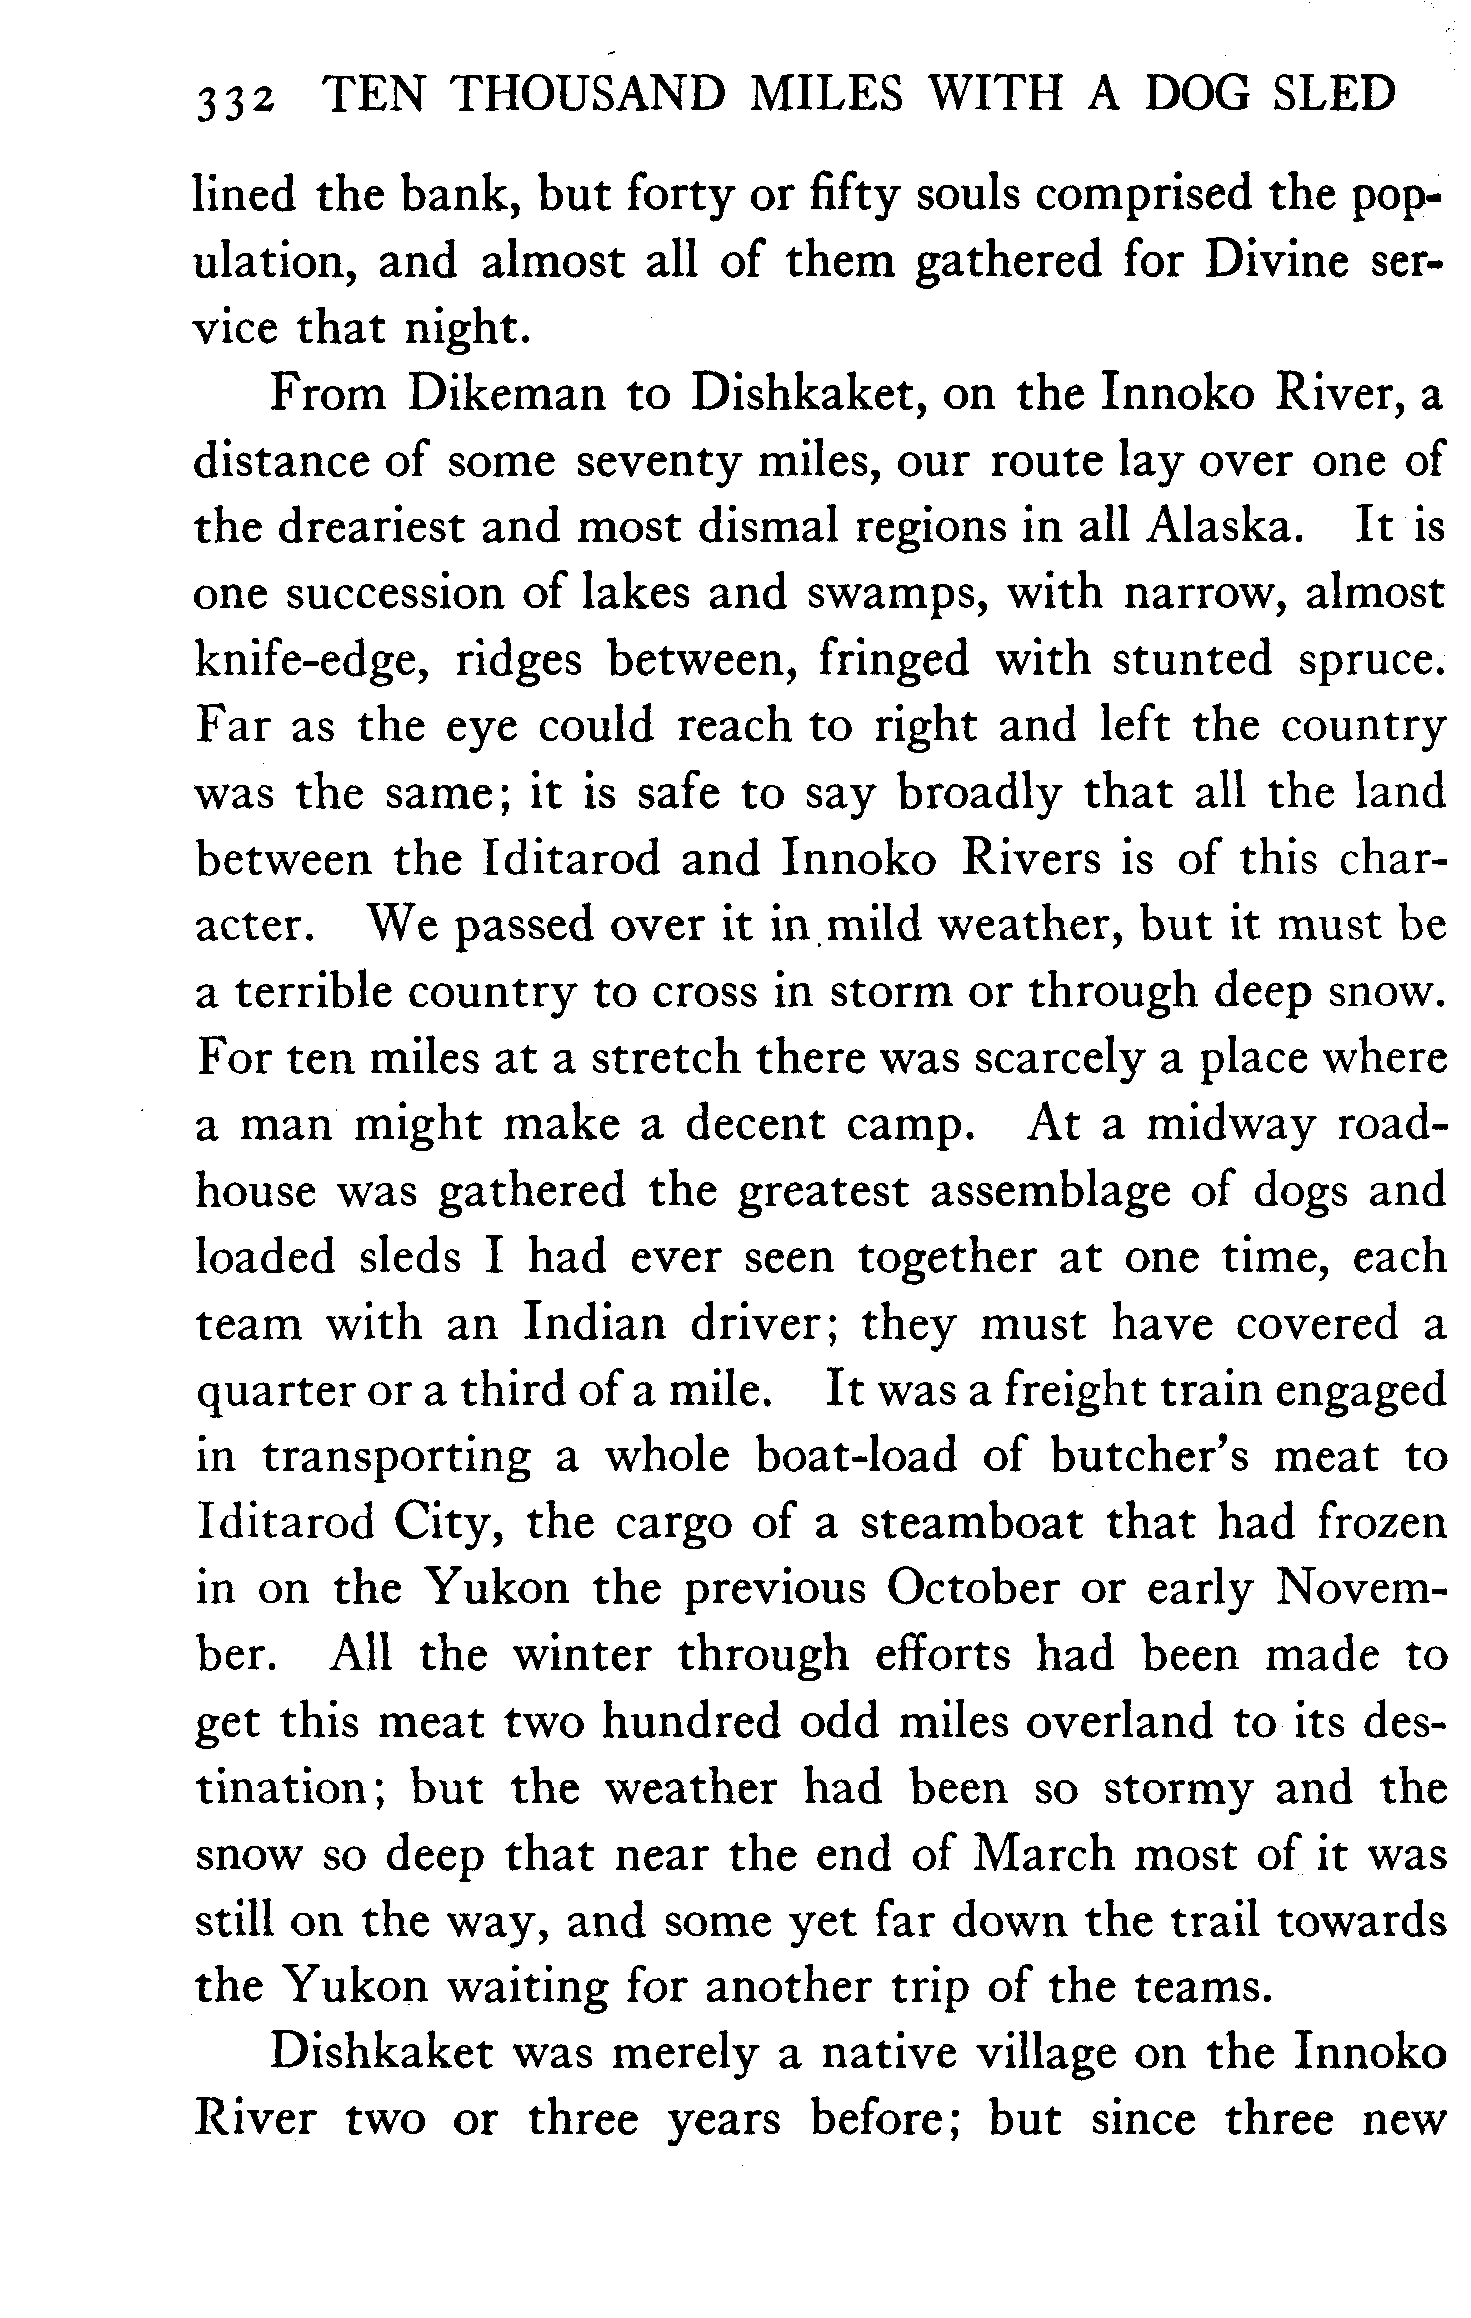 332 TEN THOUSAND MILES WITH A DOG SLED
lined the bank, but forty or fifty souls comprised the pop-
ulation, and almost all of them gathered for Divine ser-
vice that night.
From Dikeman to Dishkaket, on the Innoko River, a
distance of some seventy miles, our route lay over one of
the dreariest and most dismal regions in all Alaska. It is
one succession of lakes and swamps, with narrow, almost
knife-edge, ridges between, fringed with stunted spruce.
Far as the eye could reach to right and left the country
was the same; it is safe to say broadly that all the land
between the Iditarod and Innoko Rivers is of this char-
acter. We passed over it in mild weather, but it must be
a terrible country to cross in storm or through deep snow.
For ten miles at a stretch there was scarcely a place where
a man might make a decent camp. At a midway road-
house was gathered the greatest assemblage of dogs and
loaded sleds I had ever seen together at one time, each
team with an Indian driver; they must have covered a
quarter or a third of a mile. It was a freight train engaged
in transporting a whole boat-load of butcher's meat to
Iditarod City, the cargo of a steamboat that had frozen
in on the Yukon the previous October or early Novem-
ber. All the winter through efforts had been made to
get this meat two hundred odd miles overland to its des-
tination; but the weather had been so stormy and the
snow so deep that near the end of March most of it was
still on the way, and some yet far down the trail towards
the Yukon waiting for another trip of the teams.
Dishkaket was merely a native village on the Innoko
River two or three years before; but since three new